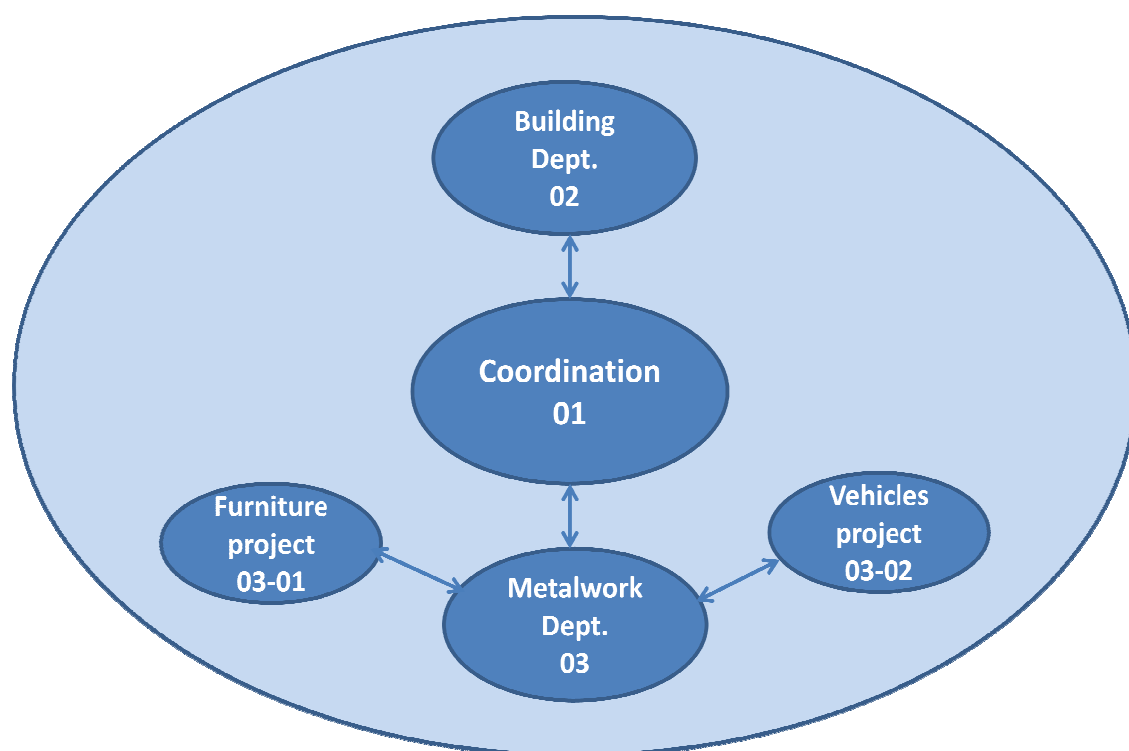 Building
Dept.
02
Coordination
01
Furniture
project
03-01
Vehicles
project
03-02
Metalwork
Dept.
03